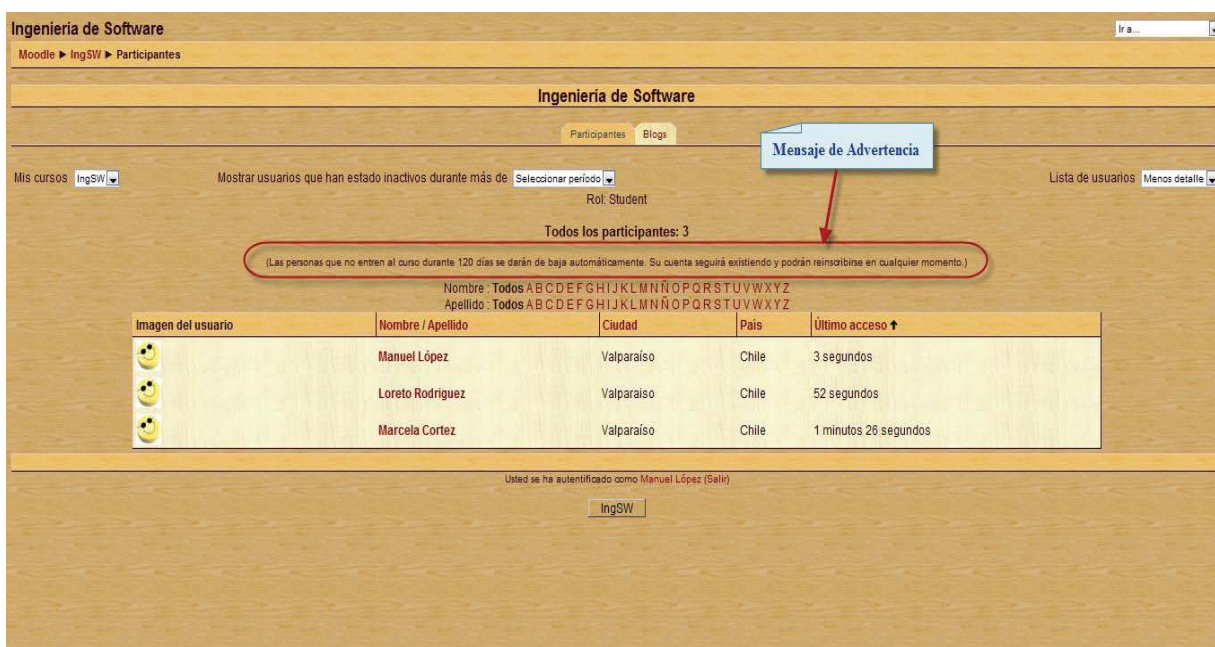 Ingeniería de Software
Ir a...
Moodle ► IngSW ► Participantes
Ingeniería de Software
Participantes Blogs
Mensaje de Advertencia
Mis cursos IngSW
Mostrar usuarios que han estado inactivos durante más de Seleccionar período
Lista de usuarios Menos detalle
Rol: Student
Todos los participantes: 3
(Las personas que no entren al curso durante 120 días se darán de baja automáticamente. Su cuenta seguirá existiendo y podrán reinscribirse en cualquier momento.)
Nombre : Todos A B C D E F G H I J K L M N Ñ O P Q R S T U V W X Y Z
Apellido : Todos A B C D E F G H I J K L M N Ñ O P Q R S T U V W X Y Z
Imagen del usuario Nombre / Apellido Ciudad País Último acceso ↑
Manuel López Valparaíso Chile 3 segundos
Loreto Rodriguez Valparaiso Chile 52 segundos
Marcela Cortez Valparaíso Chile 1 minutos 26 segundos
Usted se ha autentificado como Manuel López (Salir)
IngSW